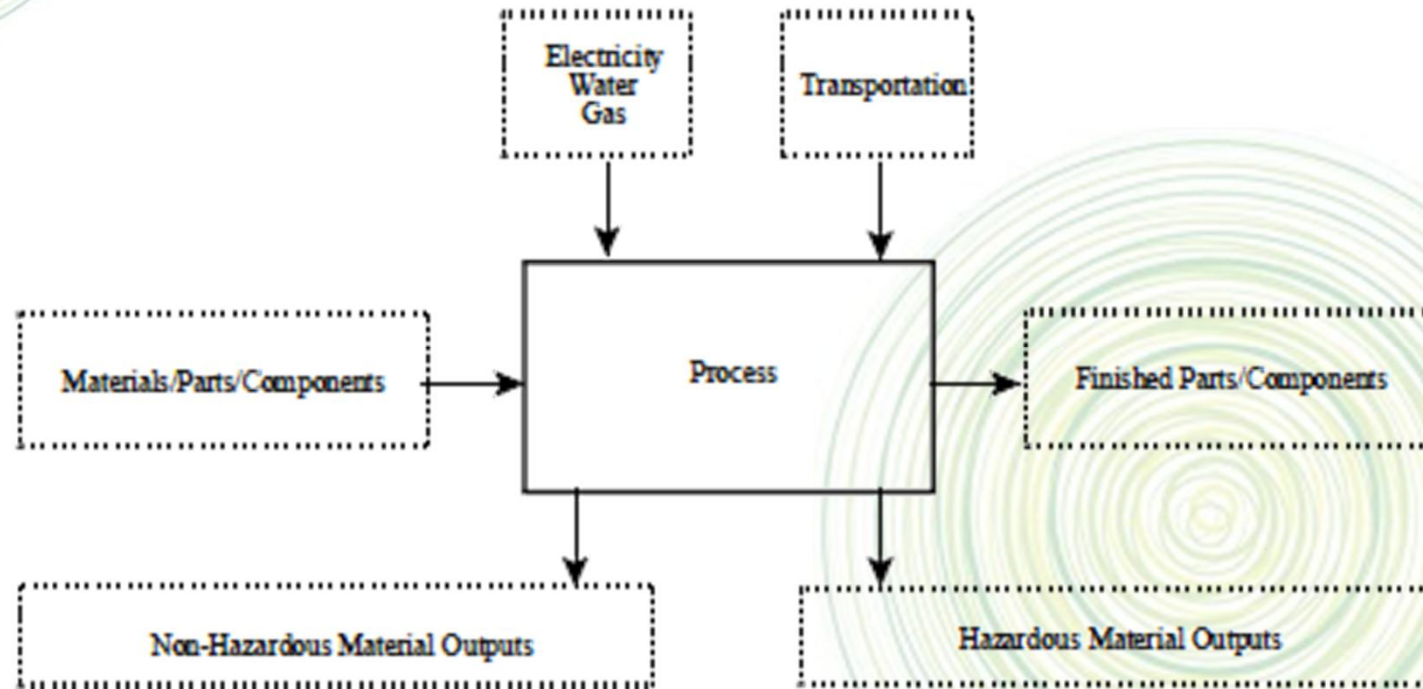 Electricity
Water
Gas
Transportation
Materials/Parts/Components
Process
Finished Parts/Components
Non-Hazardous Material Outputs
Hazardous Material Outputs